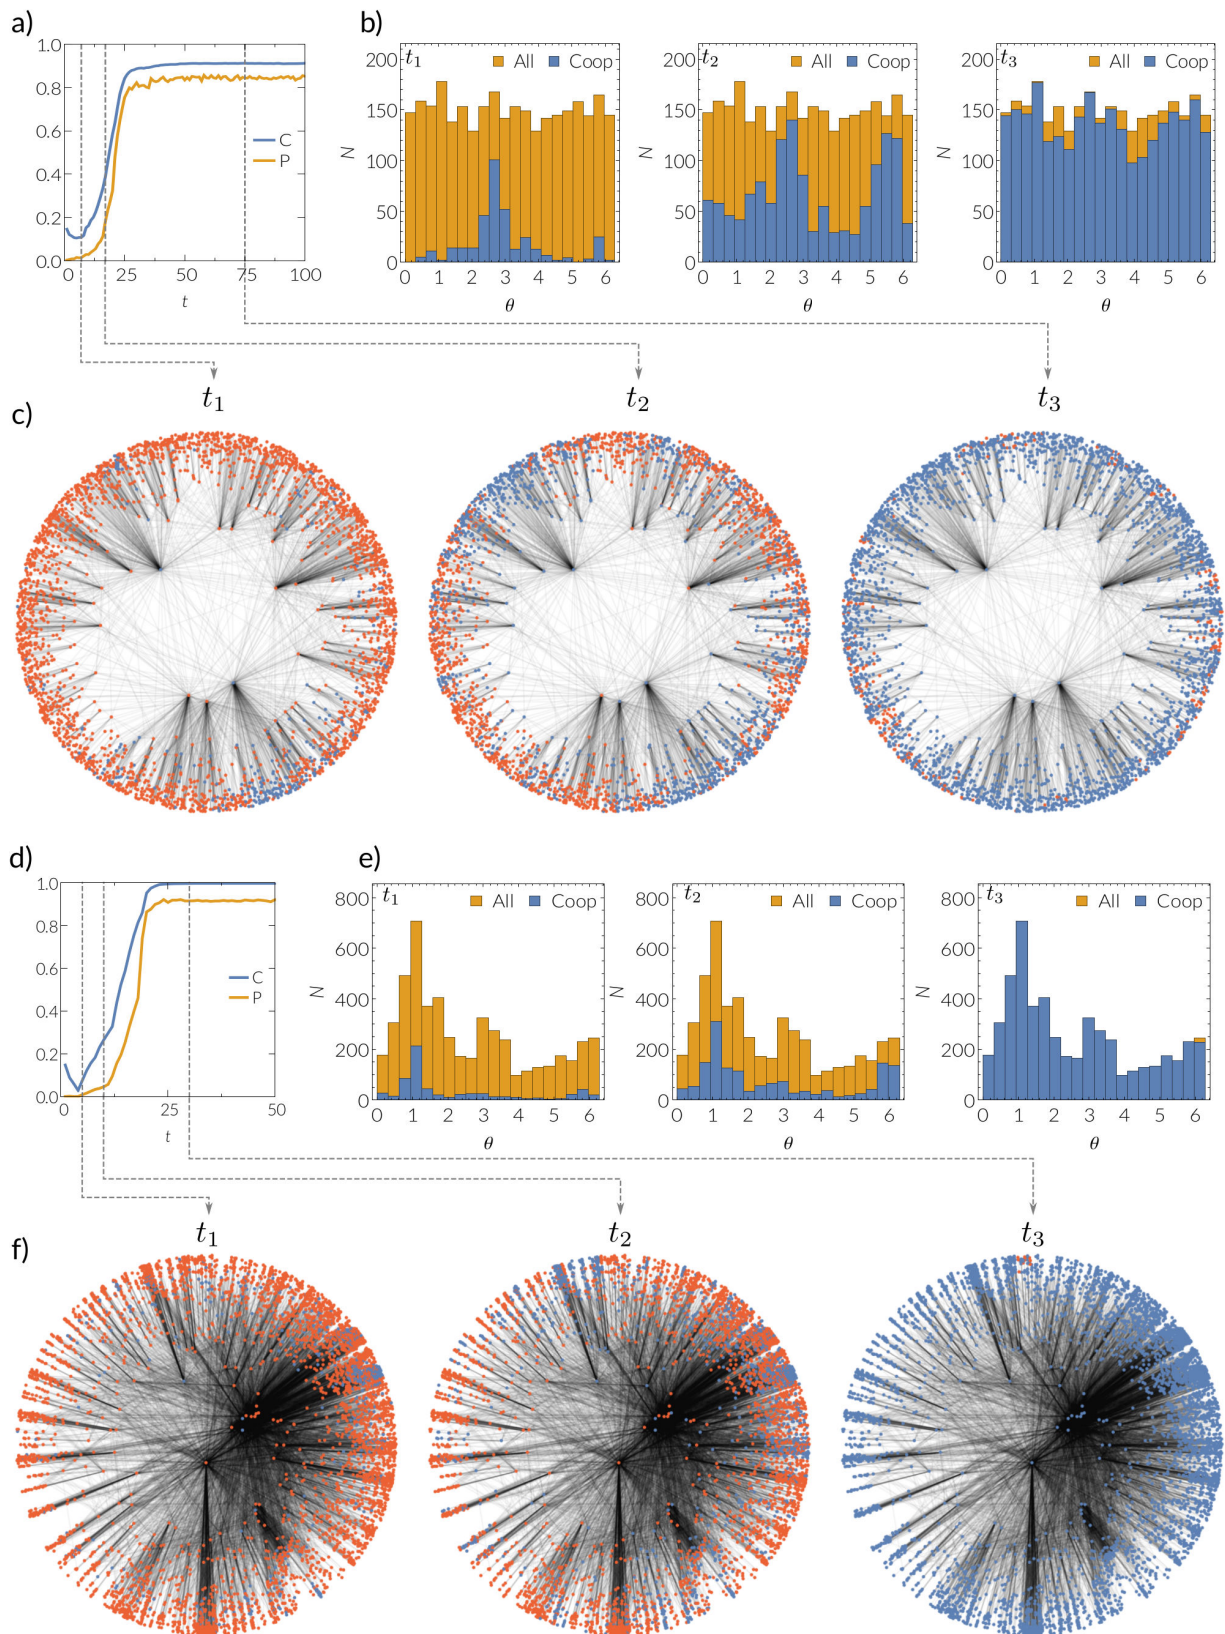 a)
1.0
0.8
0.6
0.4
0.2
0.0
C
P
0 25 50 75 100
t
b)
t1 All Coop
200
150
100
50
0
N
0 1 2 3 4 5 6
θ
t2 All Coop
200
150
100
50
0
N
0 1 2 3 4 5 6
θ
t3 All Coop
200
150
100
50
0
N
0 1 2 3 4 5 6
θ
t1 t2 t3
c)
d)
1.0
0.8
0.6
0.4
0.2
0.0
C
P
0 25 50
t
e)
t1 All Coop
800
600
400
200
0
N
0 1 2 3 4 5 6
θ
t2 All Coop
800
600
400
200
0
N
0 1 2 3 4 5 6
θ
t3 All Coop
800
600
400
200
0
N
0 1 2 3 4 5 6
θ
t1 t2 t3
f)